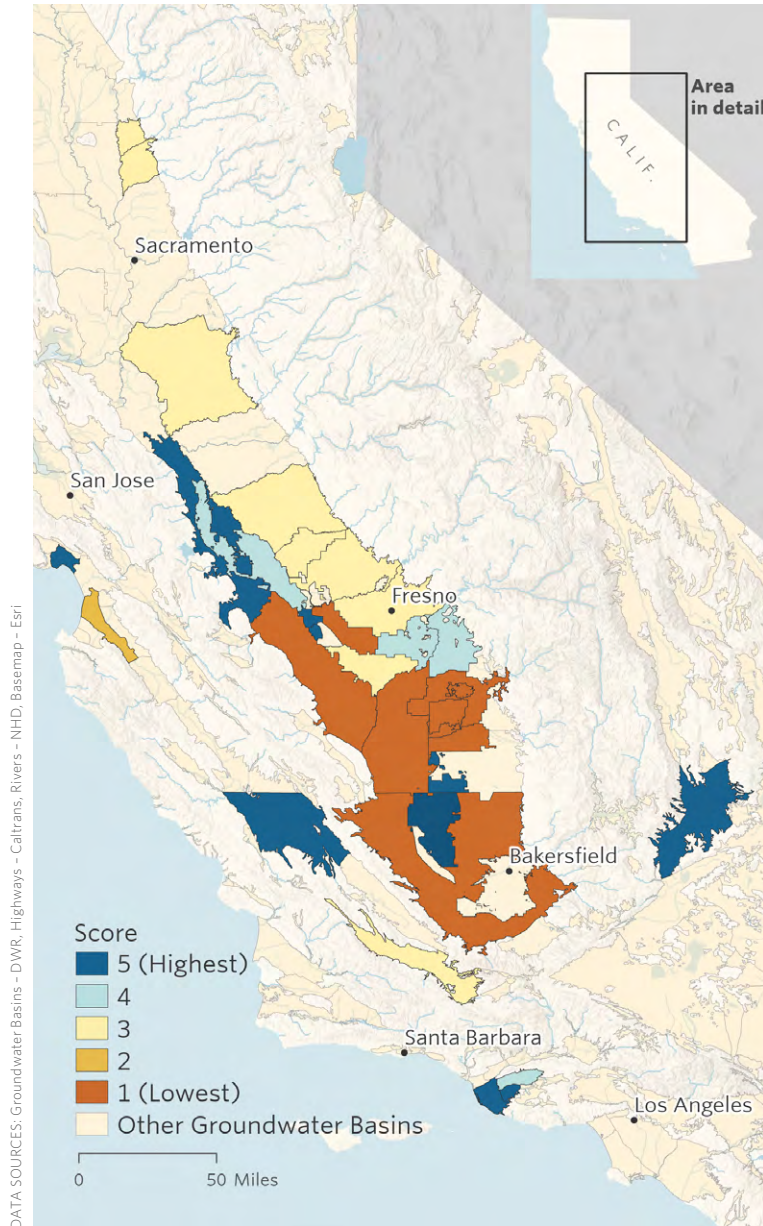 Area
in detail
CALIF.
Sacramento
San Jose
Fresno
Bakersfield
Score
5 (Highest)
4
3
2
1 (Lowest)
Other Groundwater Basins
0 50 Miles
Santa Barbara
Los Angeles
DATA SOURCES: Groundwater Basins – DWR, Highways – Caltrans, Rivers – NHD, Basemap – Esri